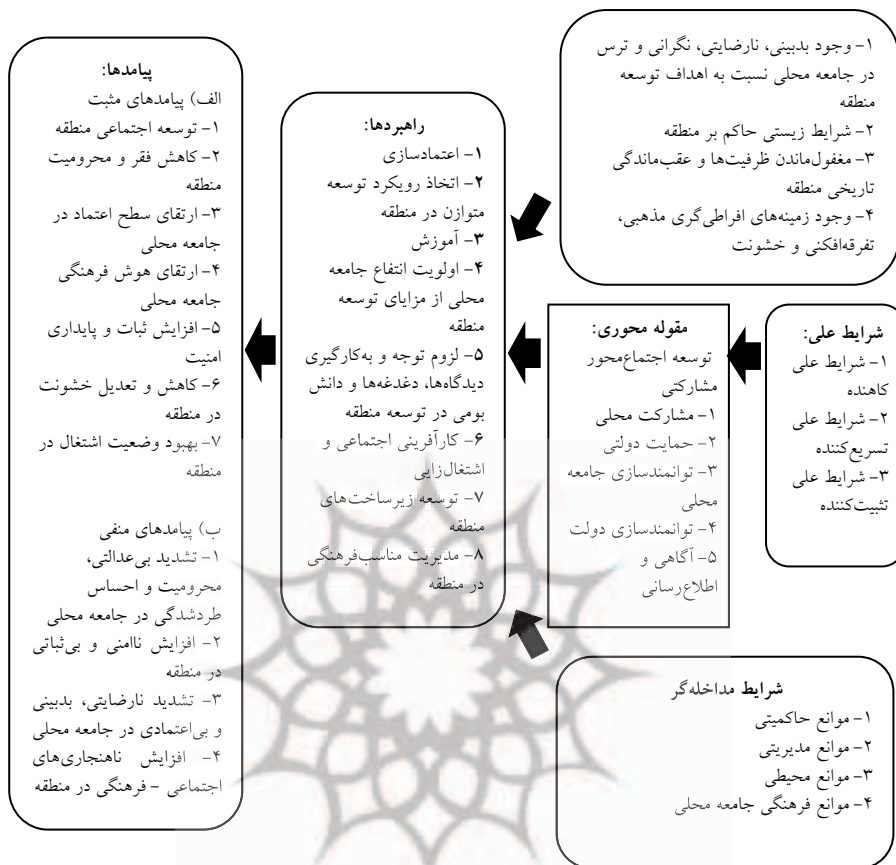 ۱- وجود بدبینی، نارضایتی، نگرانی و ترس
در جامعه محلی نسبت به اهداف توسعه
منطقه
۲- شرایط زیستی حاکم بر منطقه
۳- مغفول‌ماندن ظرفیت‌ها و عقب‌ماندگی
تاریخی منطقه
۴- وجود زمینه‌های افراطی‌گری مذهبی،
تفرقه‌افکنی و خشونت
شرایط علی:
۱- شرایط علی
کاهنده
۲- شرایط علی
تسریع‌کننده
۳- شرایط علی
تثبیت‌کننده
مقوله محوری:
توسعه اجتماع‌محور
مشارکتی
۱- مشارکت محلی
۲- حمایت دولتی
۳- توانمندسازی جامعه
محلی
۴- توانمندسازی دولت
۵- آگاهی و
اطلاع‌رسانی
شرایط مداخله‌گر
۱- موانع حاکمیتی
۲- موانع مدیریتی
۳- موانع محیطی
۴- موانع فرهنگی جامعه محلی
راهبردها:
۱- اعتمادسازی
۲- اتخاذ رویکرد توسعه
متوازن در منطقه
۳- آموزش
۴- اولویت انتفاع جامعه
محلی از مزایای توسعه
منطقه
۵- لزوم توجه و به‌کارگیری
دیدگاه‌ها، دغدغه‌ها و دانش
بومی در توسعه منطقه
۶- کارآفرینی اجتماعی و
اشتغال‌زایی
۷- توسعه زیرساخت‌های
منطقه
۸- مدیریت مناسب‌فرهنگی
در منطقه
پیامدها:
الف) پیامدهای مثبت
۱- توسعه اجتماعی منطقه
۲- کاهش فقر و محرومیت
منطقه
۳- ارتقای سطح اعتماد در
جامعه محلی
۴- ارتقای هوش فرهنگی
جامعه محلی
۵- افزایش ثبات و پایداری
امنیت
۶- کاهش و تعدیل خشونت
در منطقه
۷- بهبود وضعیت اشتغال در
منطقه
ب) پیامدهای منفی
۱- تشدید بی‌عدالتی،
محرومیت و احساس
طردشدگی در جامعه محلی
۲- افزایش ناامنی و بی‌ثباتی
در منطقه
۳- تشدید نارضایتی، بدبینی
و بی‌اعتمادی در جامعه محلی
۴- افزایش ناهنجاری‌های
اجتماعی - فرهنگی در منطقه